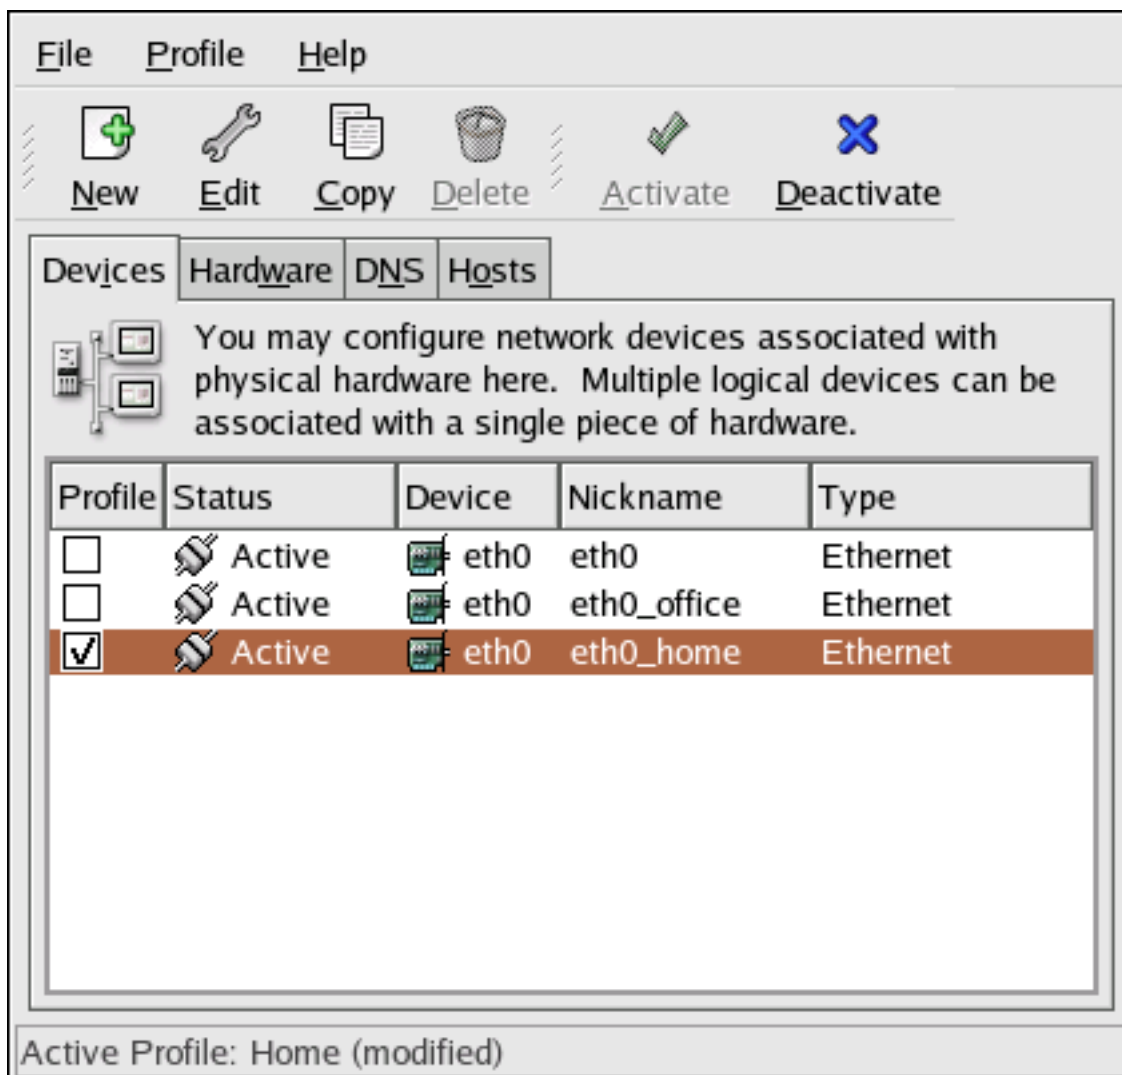 File Profile Help
New Edit Copy Delete Activate Deactivate
Devices Hardware DNS Hosts
You may configure network devices associated with
physical hardware here. Multiple logical devices can be
associated with a single piece of hardware.
Profile Status Device Nickname Type
Active eth0 eth0 Ethernet
Active eth0 eth0_office Ethernet
Active eth0 eth0_home Ethernet
Active Profile: Home (modified)